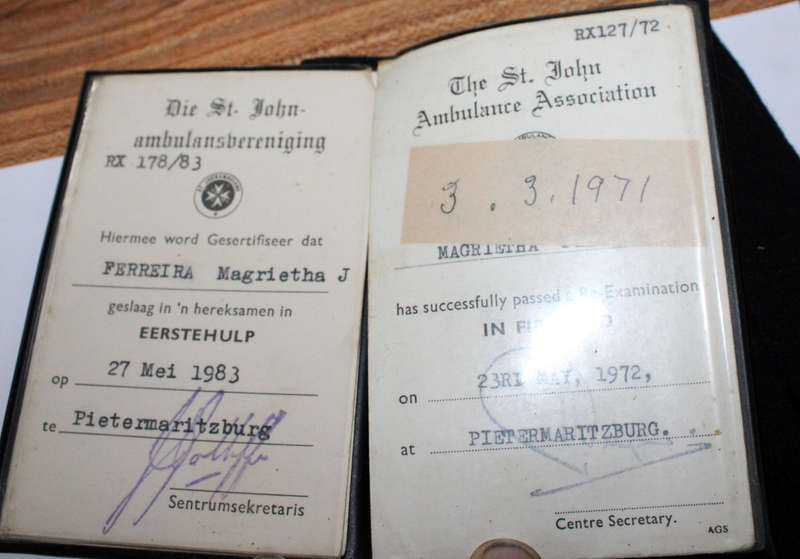 Die St. John-
ambulansvereniging
RX 178/83
Hiermee word Gesertifiseer dat
FERREIRA Magrietha J
geslaag in 'n hereksamen in
EERSTEHULP
op 27 Mei 1983
te Pietermaritzburg
Sentrumsekretaris
RX127/72
The St. John
Ambulance Association
3. 3. 1971
MAGRIETHA
has successfully passed a Re-Examination
IN
on 23RD MAY, 1972,
at PIETERMARITZBURG.
Centre Secretary.
AGS